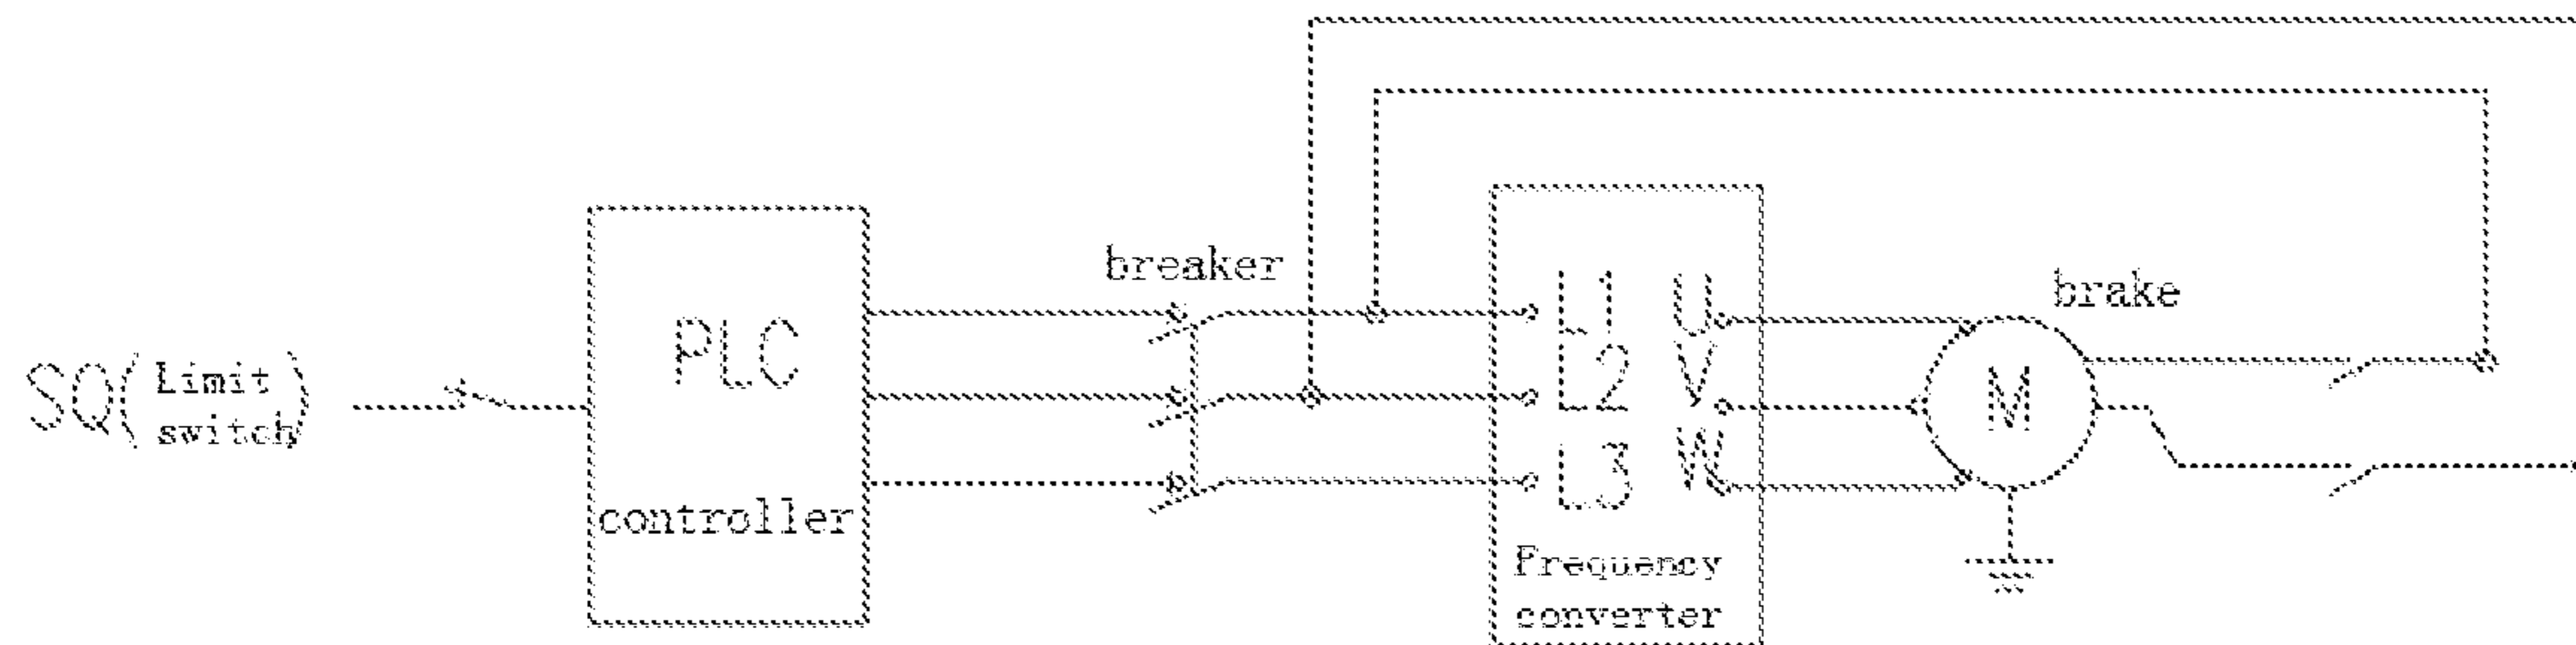 breaker
brake
SQ( Limit switch )
PLC
controller
L1 U
L2 V
L3 W
M
Frequency
converter